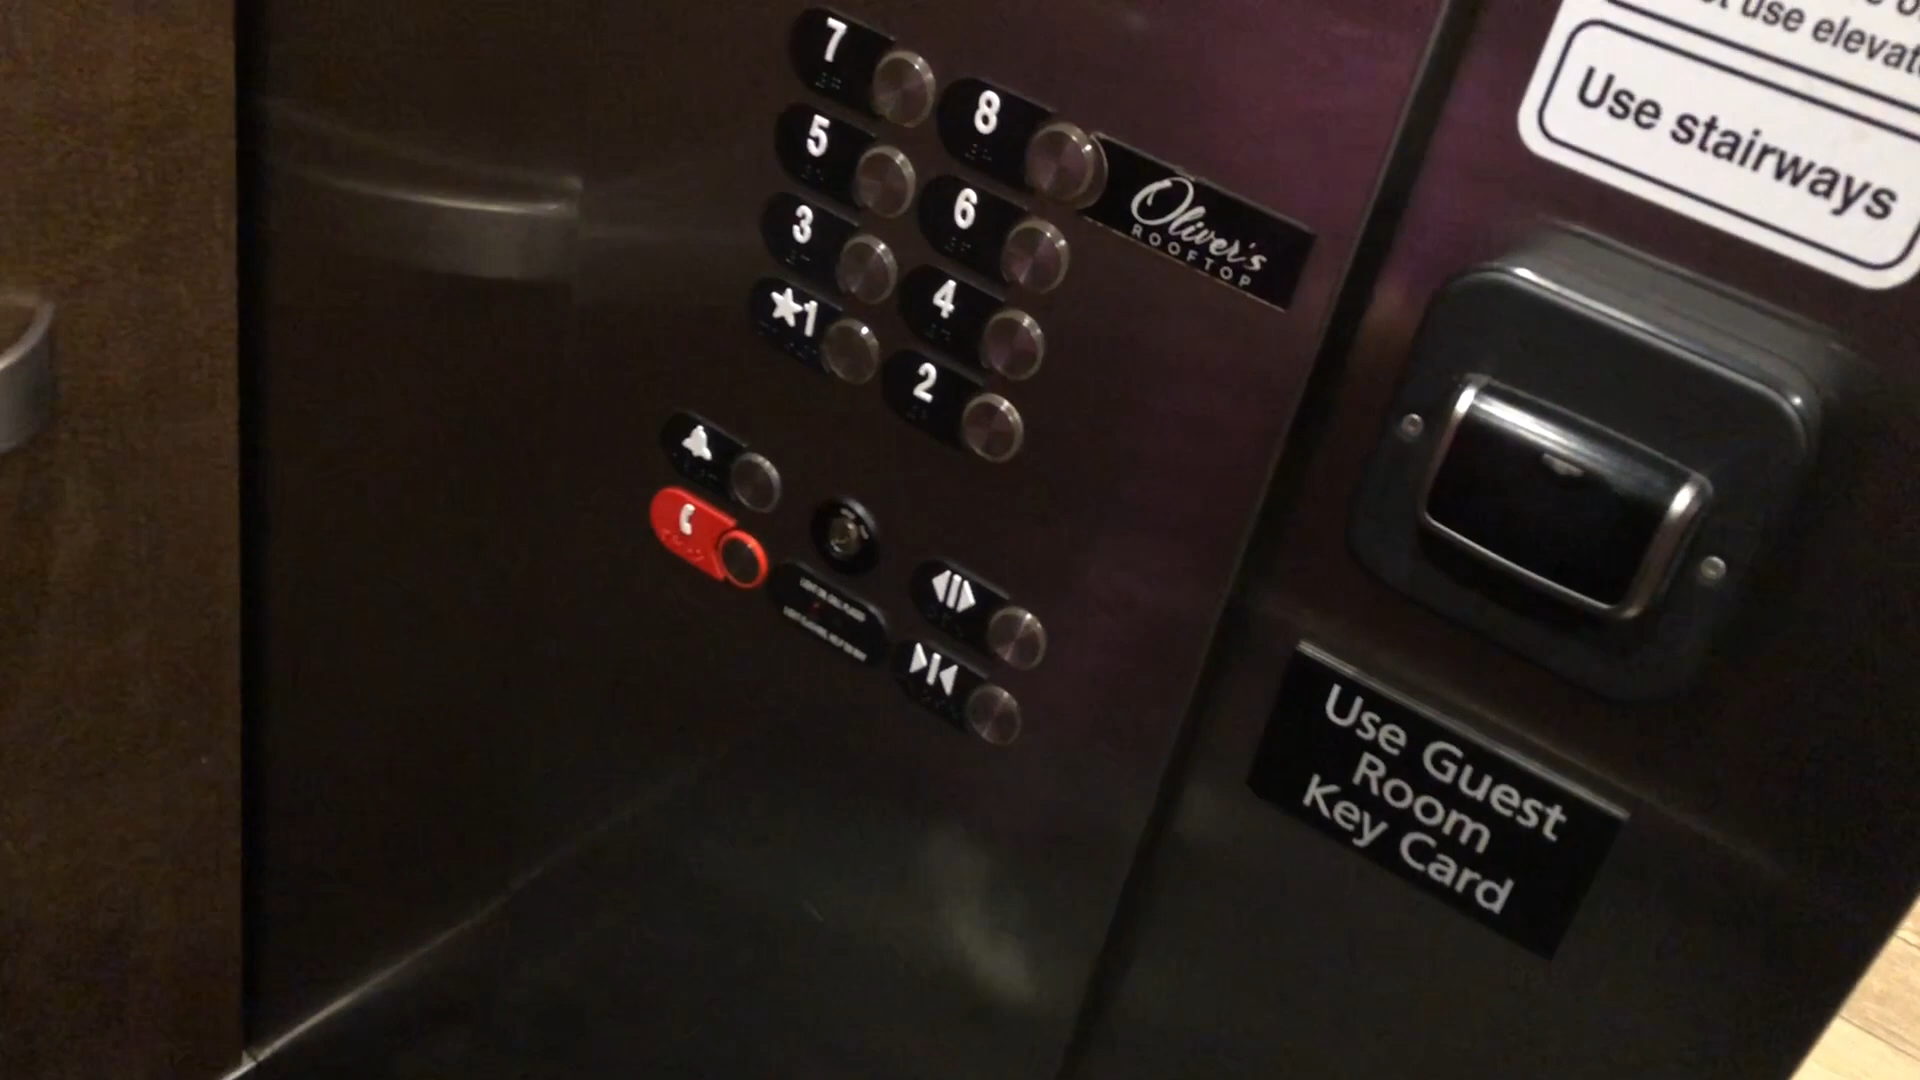 t use elevat
Use stairways
7
8
Oliver's
ROOFTOP
5
6
3
4
★1
2
Use Guest
Room
Key Card